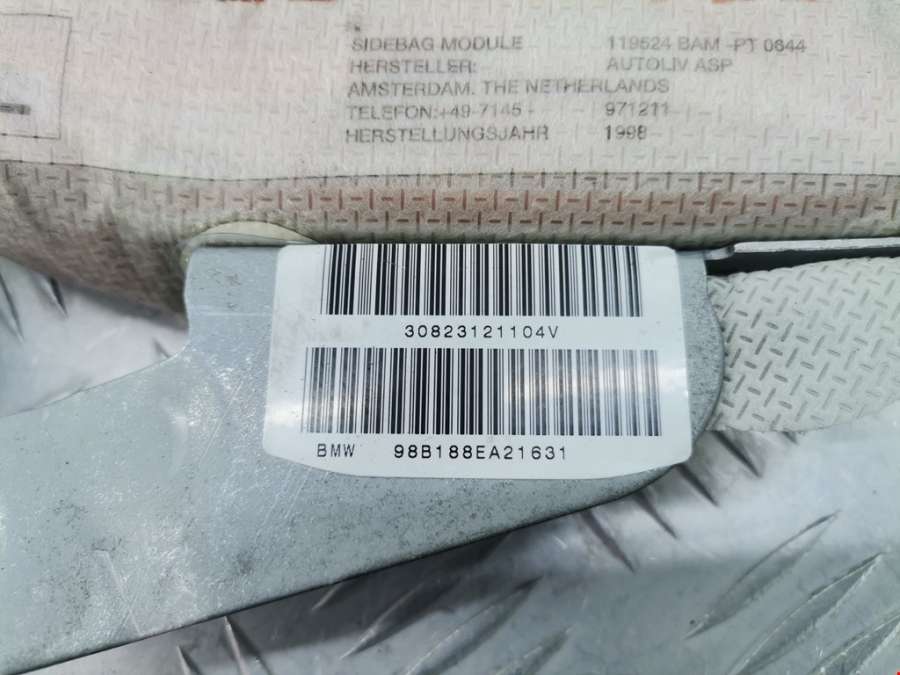 SIDEBAG MODULE 119524 BAM -PT 0644
HERSTELLER: AUTOLIV ASP
AMSTERDAM. THE NETHERLANDS
TELEFON:+49-7145- 971211
HERSTELLUNGSJAHR 1998
30823121104V
BMW 98B188EA21631